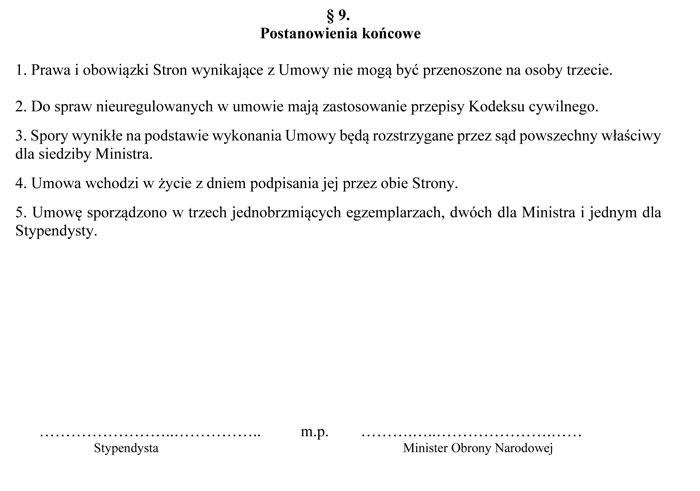 § 9.
Postanowienia końcowe
1. Prawa i obowiązki Stron wynikające z Umowy nie mogą być przenoszone na osoby trzecie.
2. Do spraw nieuregulowanych w umowie mają zastosowanie przepisy Kodeksu cywilnego.
3. Spory wynikłe na podstawie wykonania Umowy będą rozstrzygane przez sąd powszechny właściwy
dla siedziby Ministra.
4. Umowa wchodzi w życie z dniem podpisania jej przez obie Strony.
5. Umowę sporządzono w trzech jednobrzmiących egzemplarzach, dwóch dla Ministra i jednym dla
Stypendysty.
……………………..…………….. m.p. ……….…..………………….……
Stypendysta Minister Obrony Narodowej